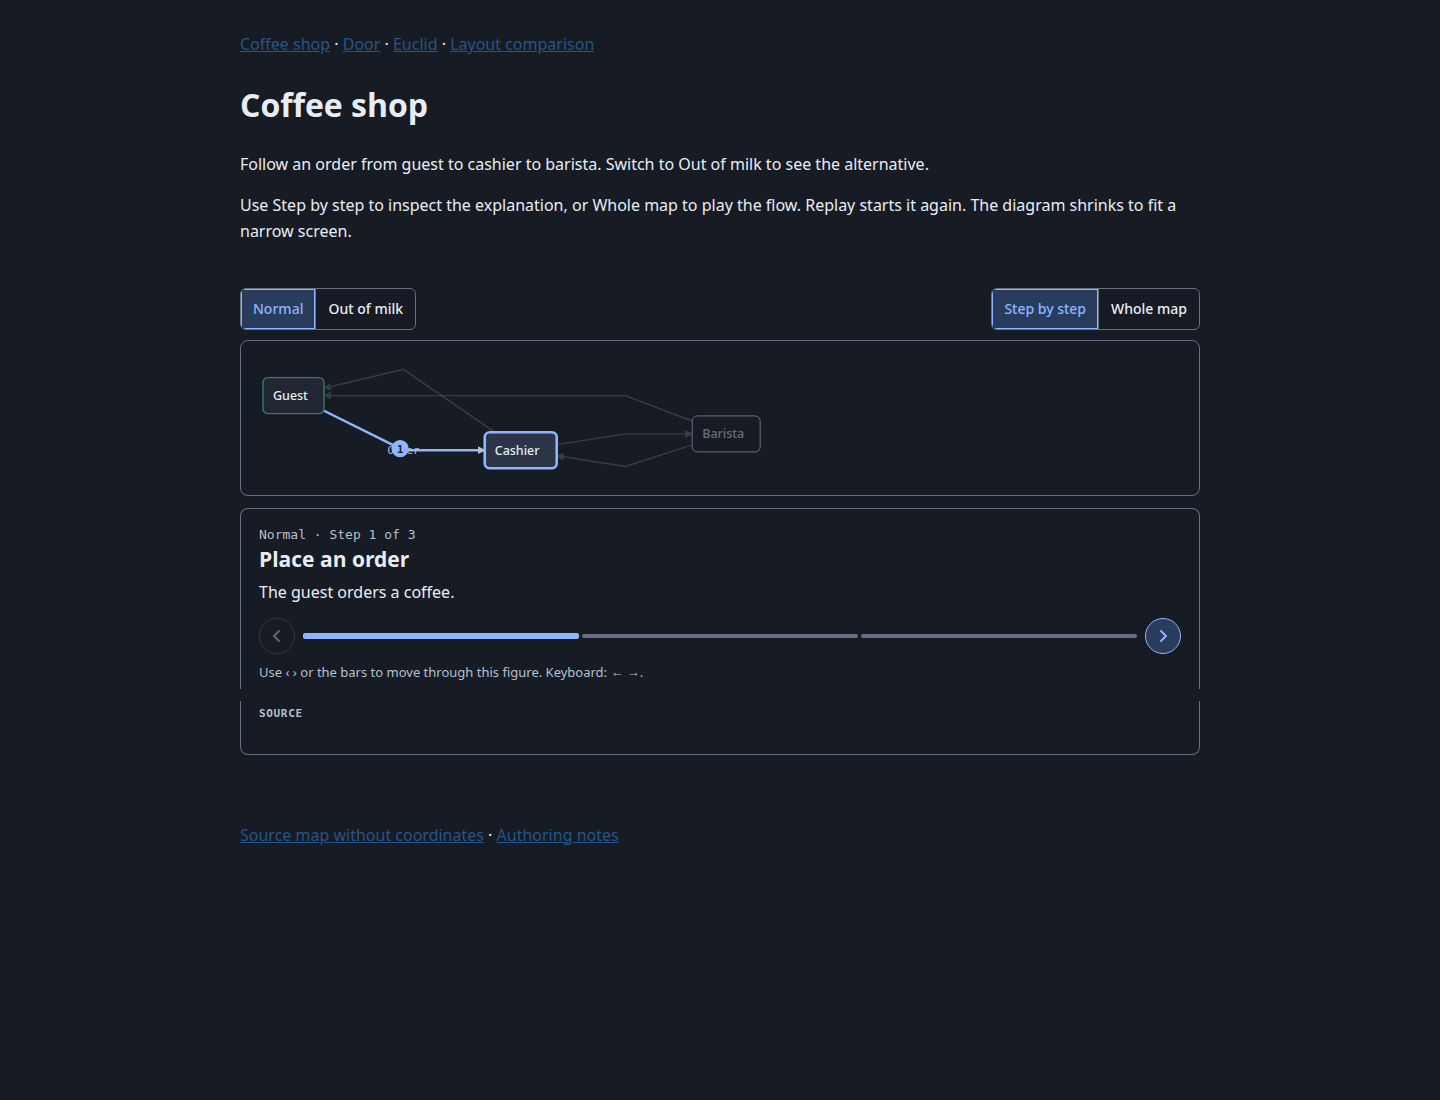 Coffee shop · Door · Euclid · Layout comparison
Coffee shop
Follow an order from guest to cashier to barista. Switch to Out of milk to see the alternative.
Use Step by step to inspect the explanation, or Whole map to play the flow. Replay starts it again. The diagram shrinks to fit a
narrow screen.
Normal Out of milk Step by step Whole map
Guest
Barista
1
Cashier
Normal · Step 1 of 3
Place an order
The guest orders a coffee.
Use ‹ › or the bars to move through this figure. Keyboard: ← →.
SOURCE
Source map without coordinates · Authoring notes